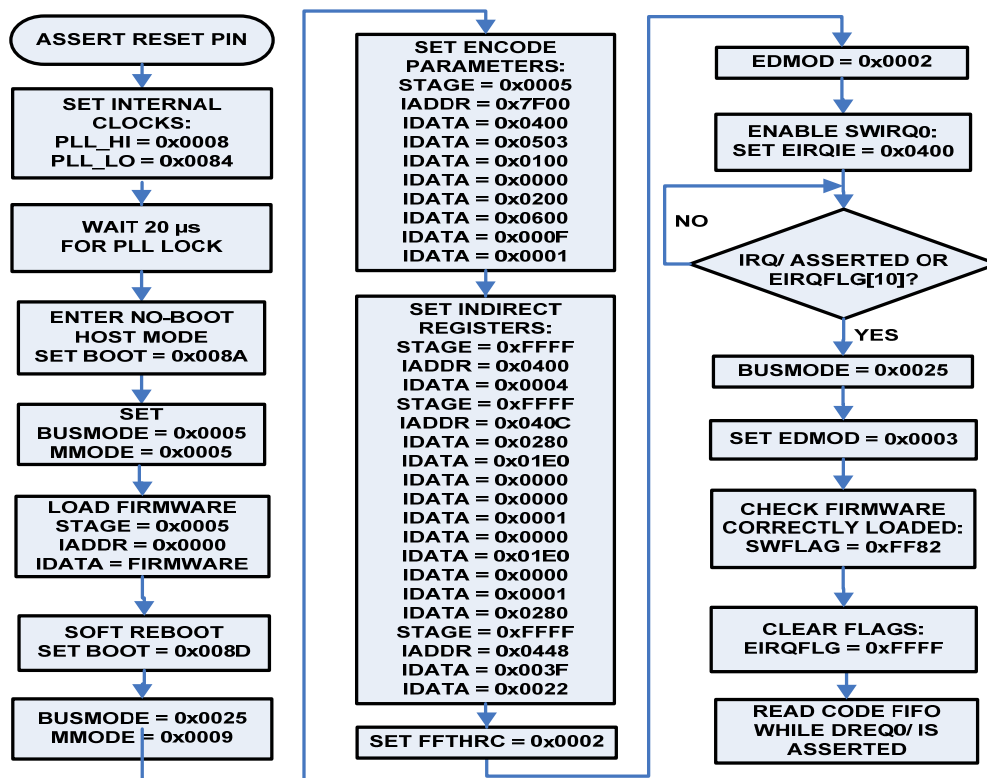 ASSERT RESET PIN
SET INTERNAL
CLOCKS:
PLL_HI = 0x0008
PLL_LO = 0x0084
WAIT 20 µs
FOR PLL LOCK
ENTER NO-BOOT
HOST MODE
SET BOOT = 0x008A
SET
BUSMODE = 0x0005
MMODE = 0x0005
LOAD FIRMWARE
STAGE = 0x0005
IADDR = 0x0000
IDATA = FIRMWARE
SOFT REBOOT
SET BOOT = 0x008D
BUSMODE = 0x0025
MMODE = 0x0009
SET ENCODE
PARAMETERS:
STAGE = 0x0005
IADDR = 0x7F00
IDATA = 0x0400
IDATA = 0x0503
IDATA = 0x0100
IDATA = 0x0000
IDATA = 0x0200
IDATA = 0x0600
IDATA = 0x000F
IDATA = 0x0001
SET INDIRECT
REGISTERS:
STAGE = 0xFFFF
IADDR = 0x0400
IDATA = 0x0004
STAGE = 0xFFFF
IADDR = 0x040C
IDATA = 0x0280
IDATA = 0x01E0
IDATA = 0x0000
IDATA = 0x0000
IDATA = 0x0001
IDATA = 0x0000
IDATA = 0x01E0
IDATA = 0x0000
IDATA = 0x0001
IDATA = 0x0280
STAGE = 0xFFFF
IADDR = 0x0448
IDATA = 0x003F
IDATA = 0x0022
SET FFTHRC = 0x0002
EDMOD = 0x0002
ENABLE SWIRQ0:
SET EIRQIE = 0x0400
NO
IRQ/ ASSERTED OR
EIRQFLG[10]?
YES
BUSMODE = 0x0025
SET EDMOD = 0x0003
CHECK FIRMWARE
CORRECTLY LOADED:
SWFLAG = 0xFF82
CLEAR FLAGS:
EIRQFLG = 0xFFFF
READ CODE FIFO
WHILE DREQ0/ IS
ASSERTED